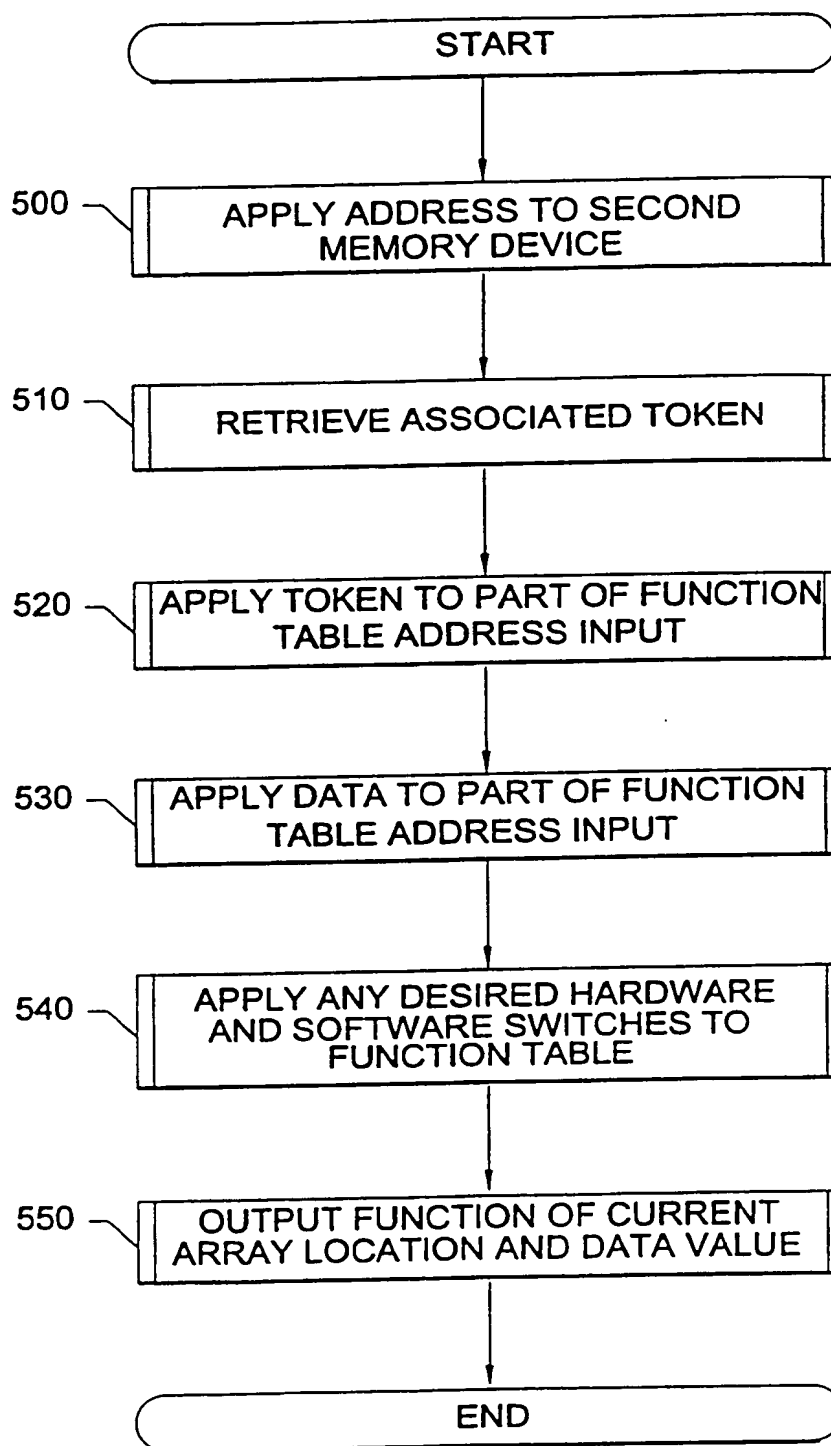 START
500
APPLY ADDRESS TO SECOND
MEMORY DEVICE
510
RETRIEVE ASSOCIATED TOKEN
520
APPLY TOKEN TO PART OF FUNCTION
TABLE ADDRESS INPUT
530
APPLY DATA TO PART OF FUNCTION
TABLE ADDRESS INPUT
540
APPLY ANY DESIRED HARDWARE
AND SOFTWARE SWITCHES TO
FUNCTION TABLE
550
OUTPUT FUNCTION OF CURRENT
ARRAY LOCATION AND DATA VALUE
END